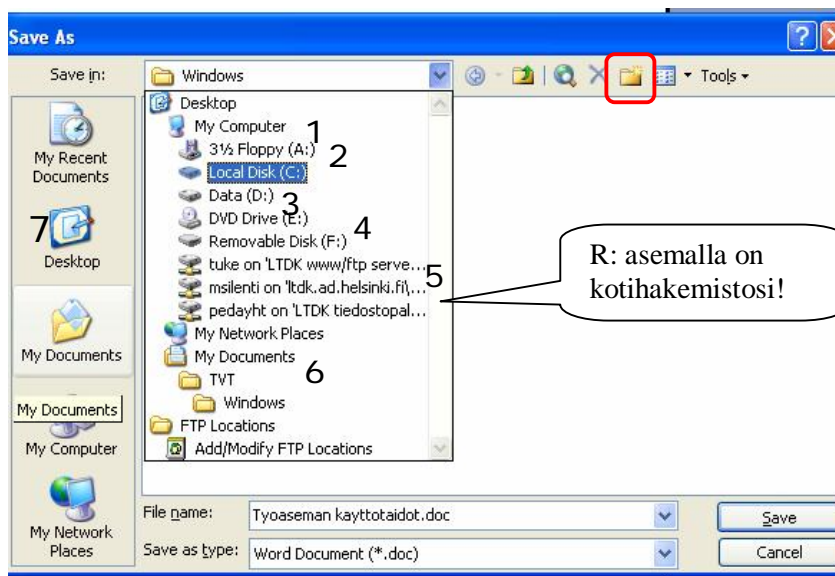 Save As
Save in:
Windows
Tools
Desktop
My Computer
1
3½ Floppy (A:)
2
Local Disk (C:)
Data (D:)
3
DVD Drive (E:)
Removable Disk (F:)
4
tuke on 'LTDK www/ftp serve...
5
msilenti on 'ltdk.ad.helsinki.fi\...
pedayht on 'LTDK tiedostopal...
My Network Places
My Documents
6
TVT
Windows
FTP Locations
Add/Modify FTP Locations
R: asemalla on
kotihakemistosi!
My Recent
Documents
7
Desktop
My Documents
My Documents
My Computer
My Network
Places
File name:
Tyoaseman kayttotaidot.doc
Save
Save as type:
Word Document (*.doc)
Cancel